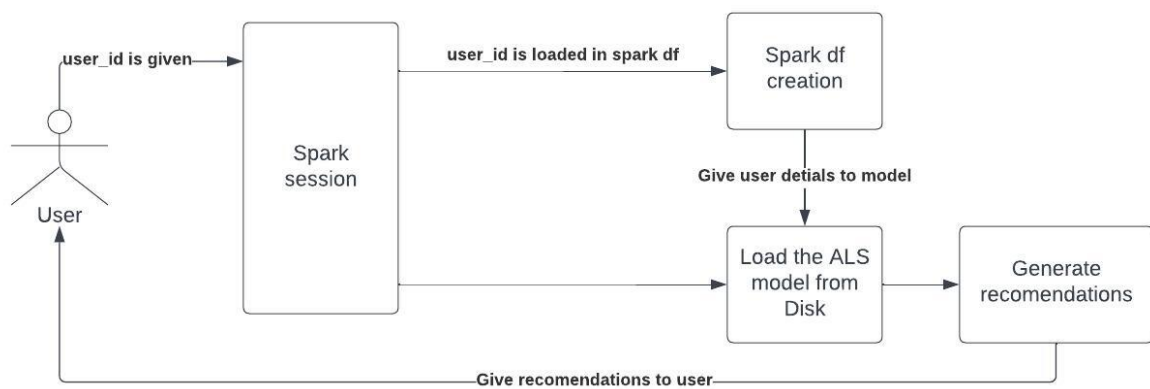 user_id is given
user_id is loaded in spark df
Spark df
creation
Spark
session
Give user detials to model
User
Load the ALS
model from
Disk
Generate
recomendations
Give recomendations to user